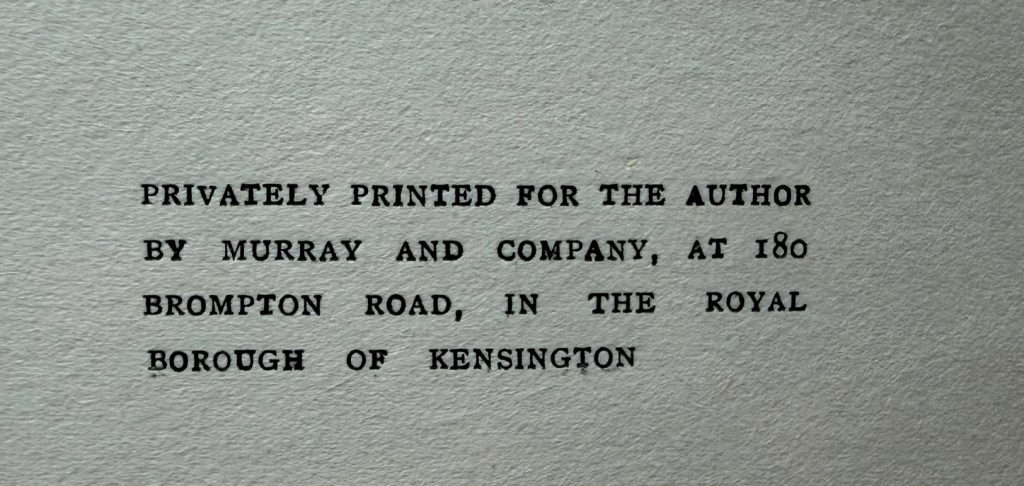 PRIVATELY PRINTED FOR THE AUTHOR
BY MURRAY AND COMPANY, AT 180
BROMPTON ROAD, IN THE ROYAL
BOROUGH OF KENSINGTON